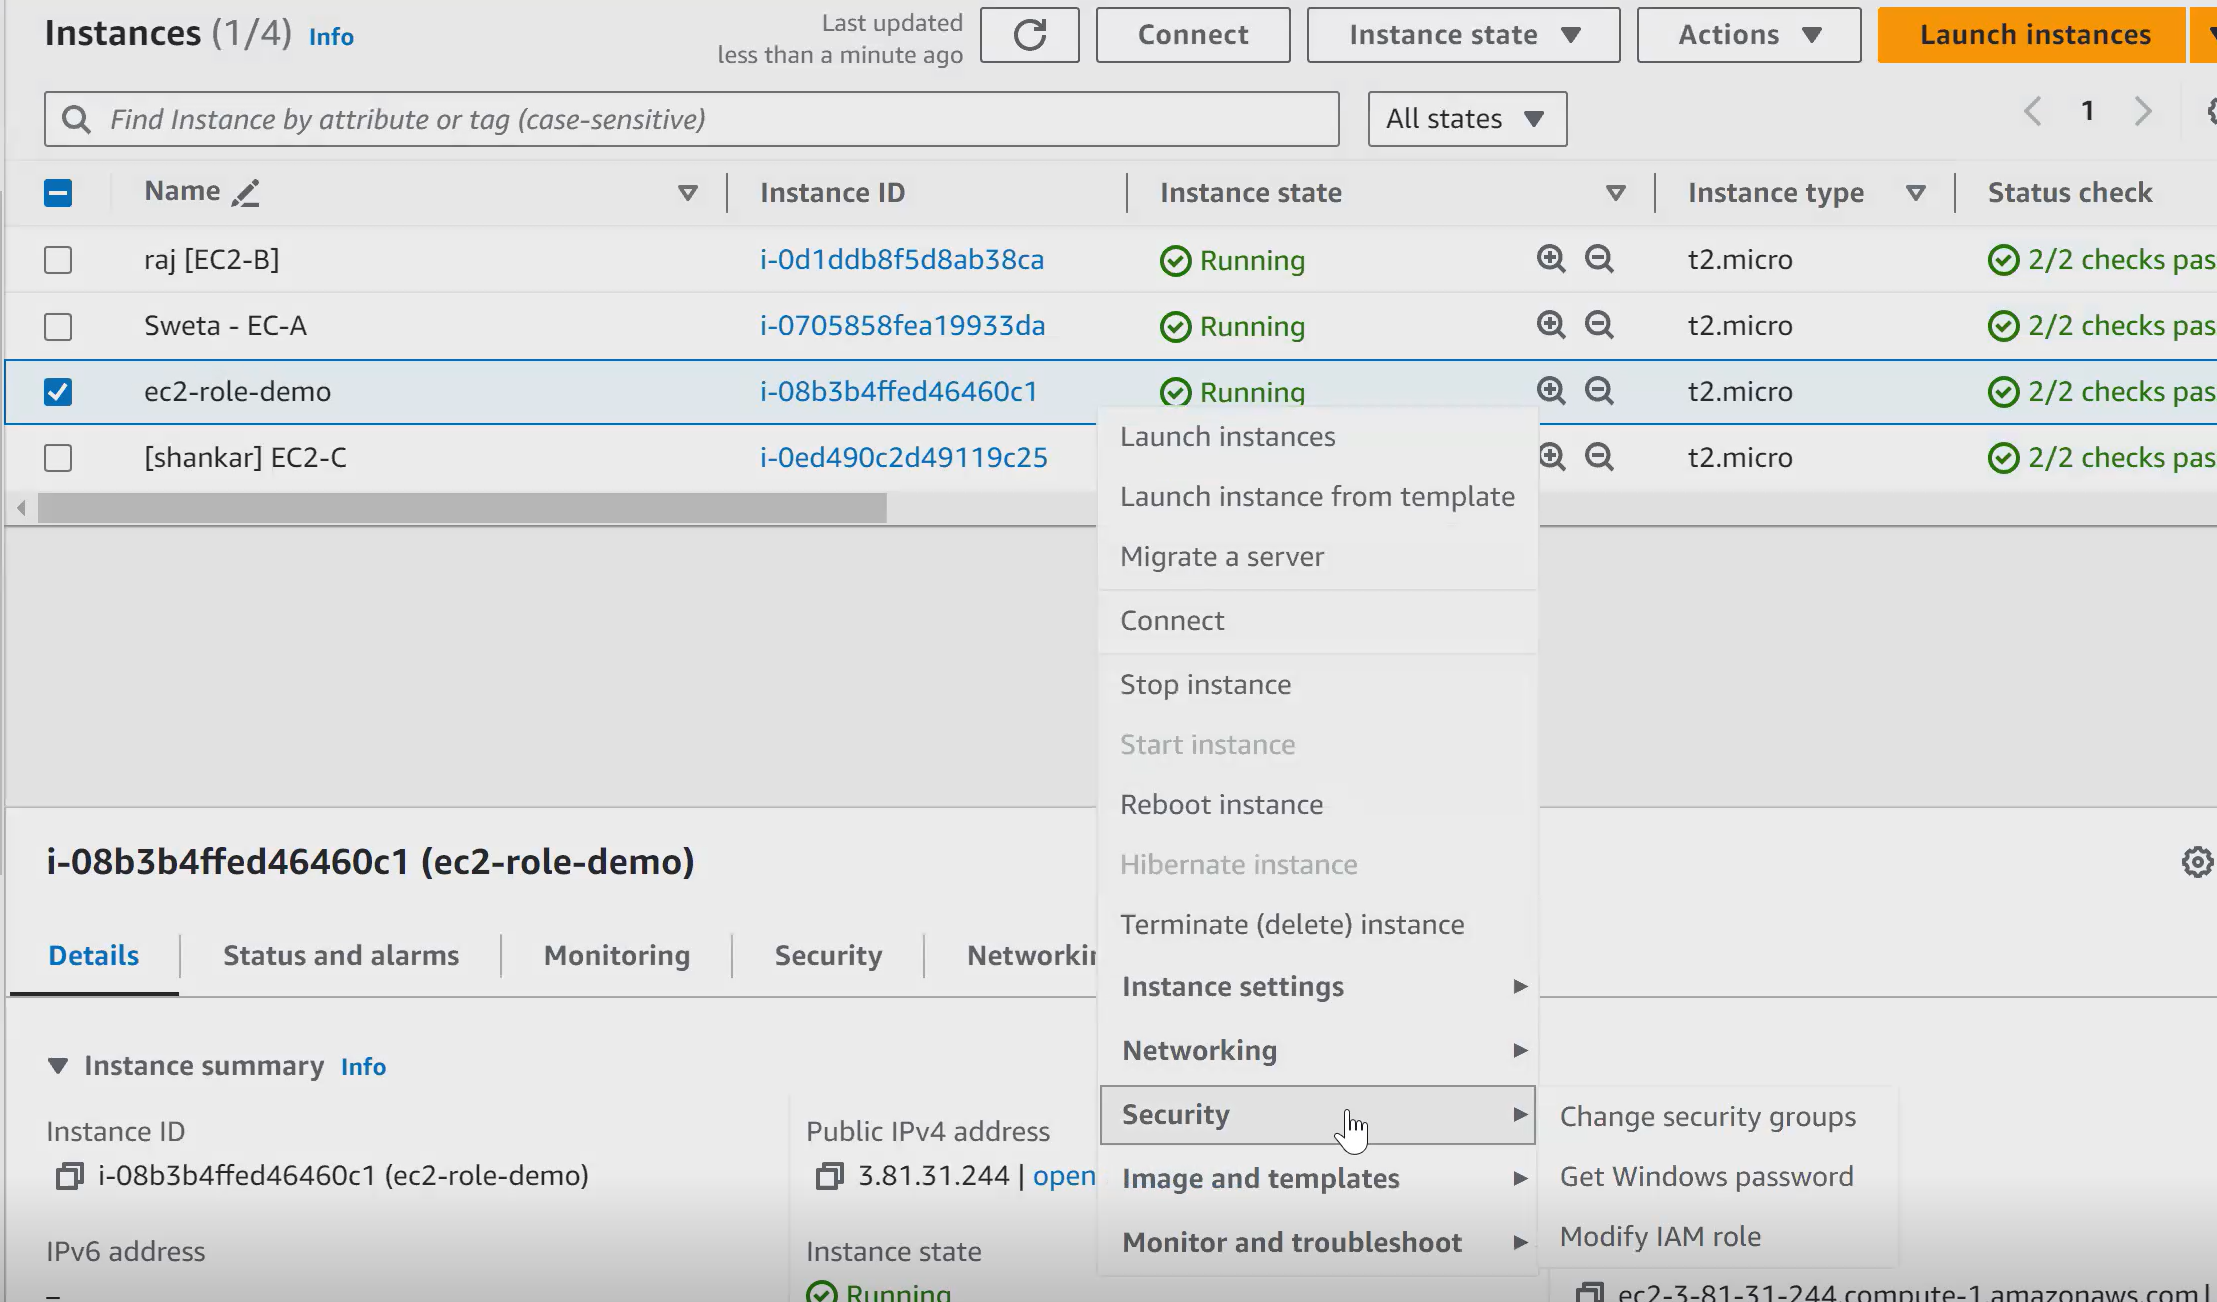 Instances (1/4) Info
Last updated
less than a minute ago
Connect
Instance state
Actions
Launch instances
Find Instance by attribute or tag (case-sensitive)
All states
1
Name Instance ID Instance state Instance type Status check
raj [EC2-B] i-0d1ddb8f5d8ab38ca Running t2.micro 2/2 checks pas
Sweta - EC-A i-0705858fea19933da Running t2.micro 2/2 checks pas
ec2-role-demo i-08b3b4ffed46460c1 Running t2.micro 2/2 checks pas
[shankar] EC2-C i-0ed490c2d49119c25 t2.micro 2/2 checks pas
Launch instances
Launch instance from template
Migrate a server
Connect
Stop instance
Start instance
Reboot instance
Hibernate instance
Terminate (delete) instance
Instance settings
Networking
Security
Image and templates
Monitor and troubleshoot
Change security groups
Get Windows password
Modify IAM role
i-08b3b4ffed46460c1 (ec2-role-demo)
Details Status and alarms Monitoring Security Networkin
Instance summary Info
Instance ID
i-08b3b4ffed46460c1 (ec2-role-demo)
Public IPv4 address
3.81.31.244 | open
IPv6 address
–
Instance state
Running
ec2-3-81-31-244.compute-1.amazonaws.com |